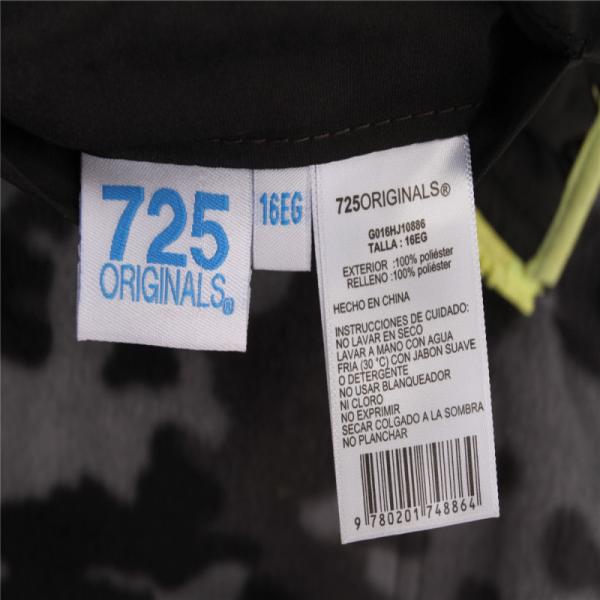 725
ORIGINALS®
16EG
725ORIGINALS®
G016HJ10886
TALLA : 16EG
EXTERIOR :100% poliéster
RELLENO :100% poliéster
HECHO EN CHINA
INSTRUCCIONES DE CUIDADO:
NO LAVAR EN SECO
LAVAR A MANO CON AGUA
FRIA (30 °C) CON JABON SUAVE
O DETERGENTE
NO USAR BLANQUEADOR
NI CLORO
NO EXPRIMIR
SECAR COLGADO A LA SOMBRA
NO PLANCHAR
9 780201 748864